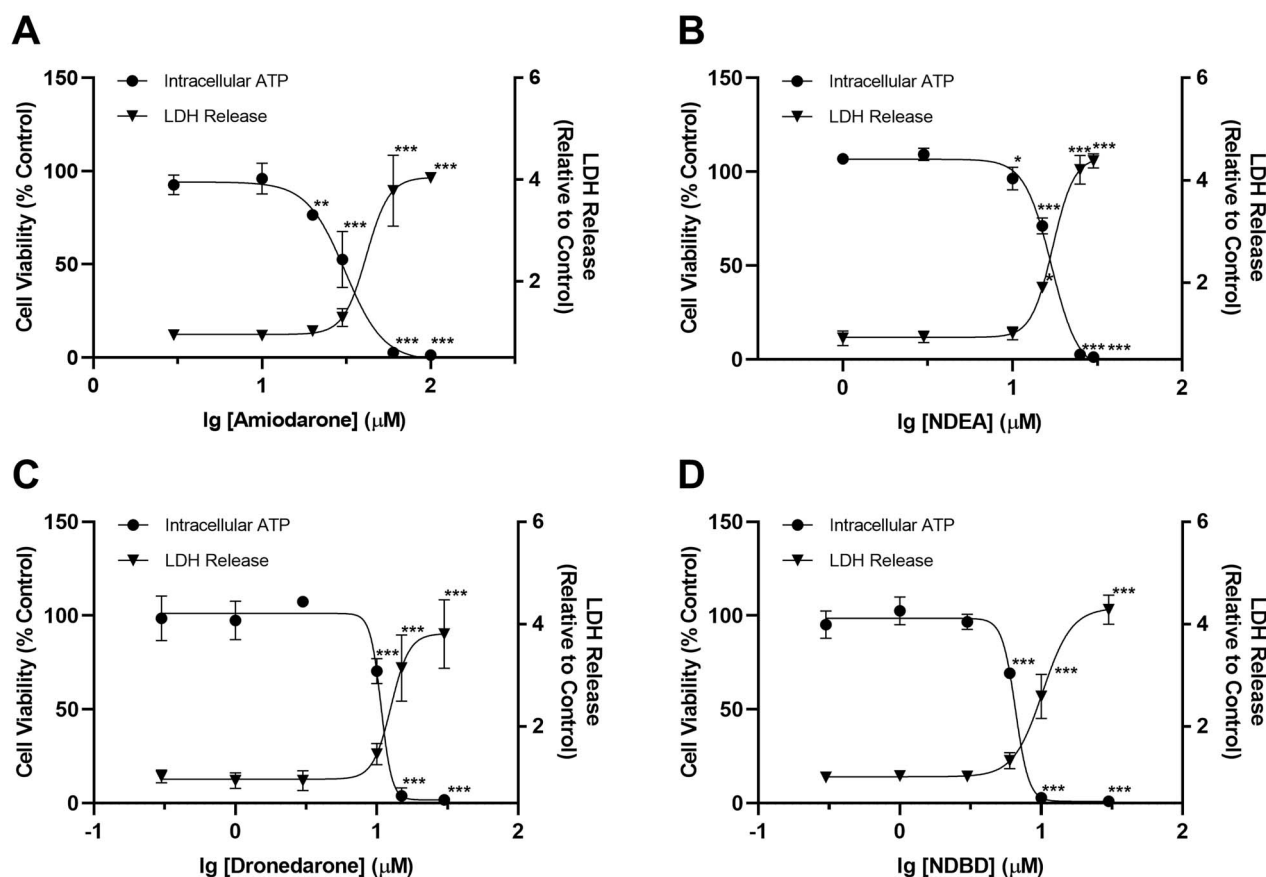 A
150
100
50
0
Cell Viability (% Control)
Intracellular ATP
LDH Release
6
4
2
LDH Release
(Relative to Control)
**
***
***
***
***
***
0
1
2
lg [Amiodarone] (μM)
B
150
100
50
0
Cell Viability (% Control)
Intracellular ATP
LDH Release
6
4
2
LDH Release
(Relative to Control)
*
***
***
***
*
***
***
0
1
2
lg [NDEA] (μM)
C
150
100
50
0
Cell Viability (% Control)
Intracellular ATP
LDH Release
6
4
2
LDH Release
(Relative to Control)
***
***
***
***
***
-1
0
1
2
lg [Dronedarone] (μM)
D
150
100
50
0
Cell Viability (% Control)
Intracellular ATP
LDH Release
6
4
2
LDH Release
(Relative to Control)
***
***
***
***
***
-1
0
1
2
lg [NDBD] (μM)